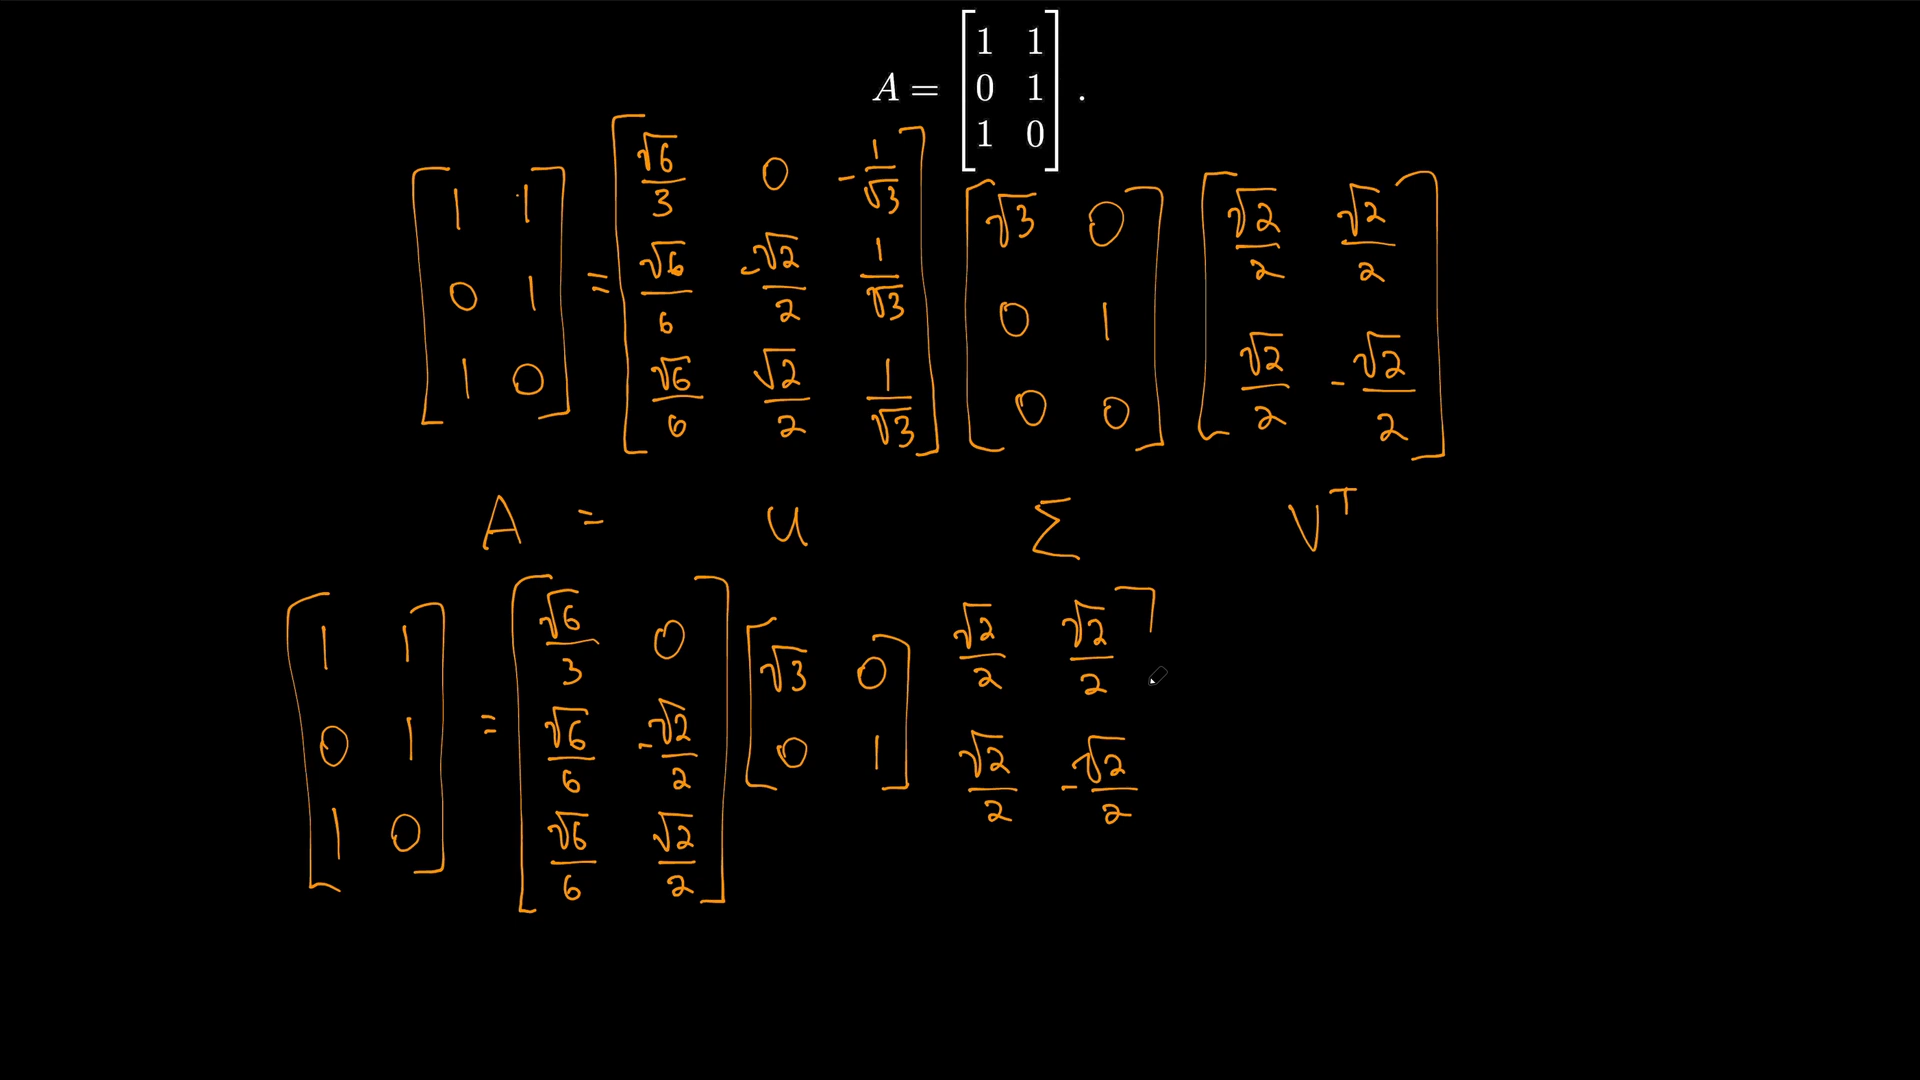 A = [1 1; 0 1; 1 0] .
[1 1; 0 1; 1 0] = [√6/3 0 -1/√3; √6/6 -√2/2 1/√3; √6/6 √2/2 1/√3] [√3 0; 0 1; 0 0] [√2/2 √2/2; √2/2 -√2/2]
A = U Σ V^T
[1 1; 0 1; 1 0] = [√6/3 0; √6/6 -√2/2; √6/6 √2/2] [√3 0; 0 1] √2/2 √2/2; √2/2 -√2/2